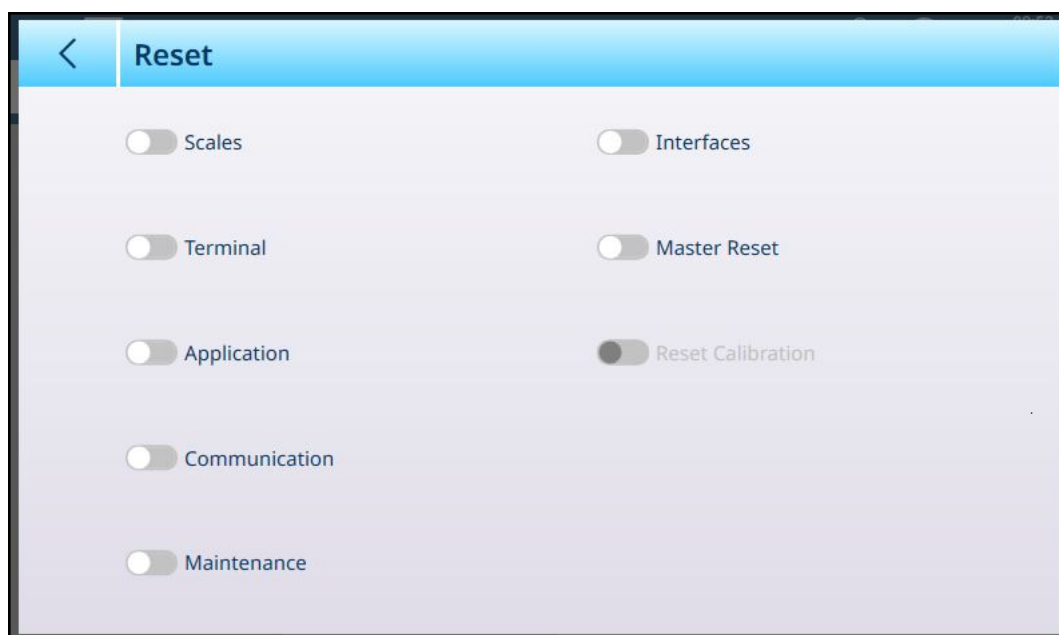 Reset
Scales
Interfaces
Terminal
Master Reset
Application
Reset Calibration
Communication
Maintenance